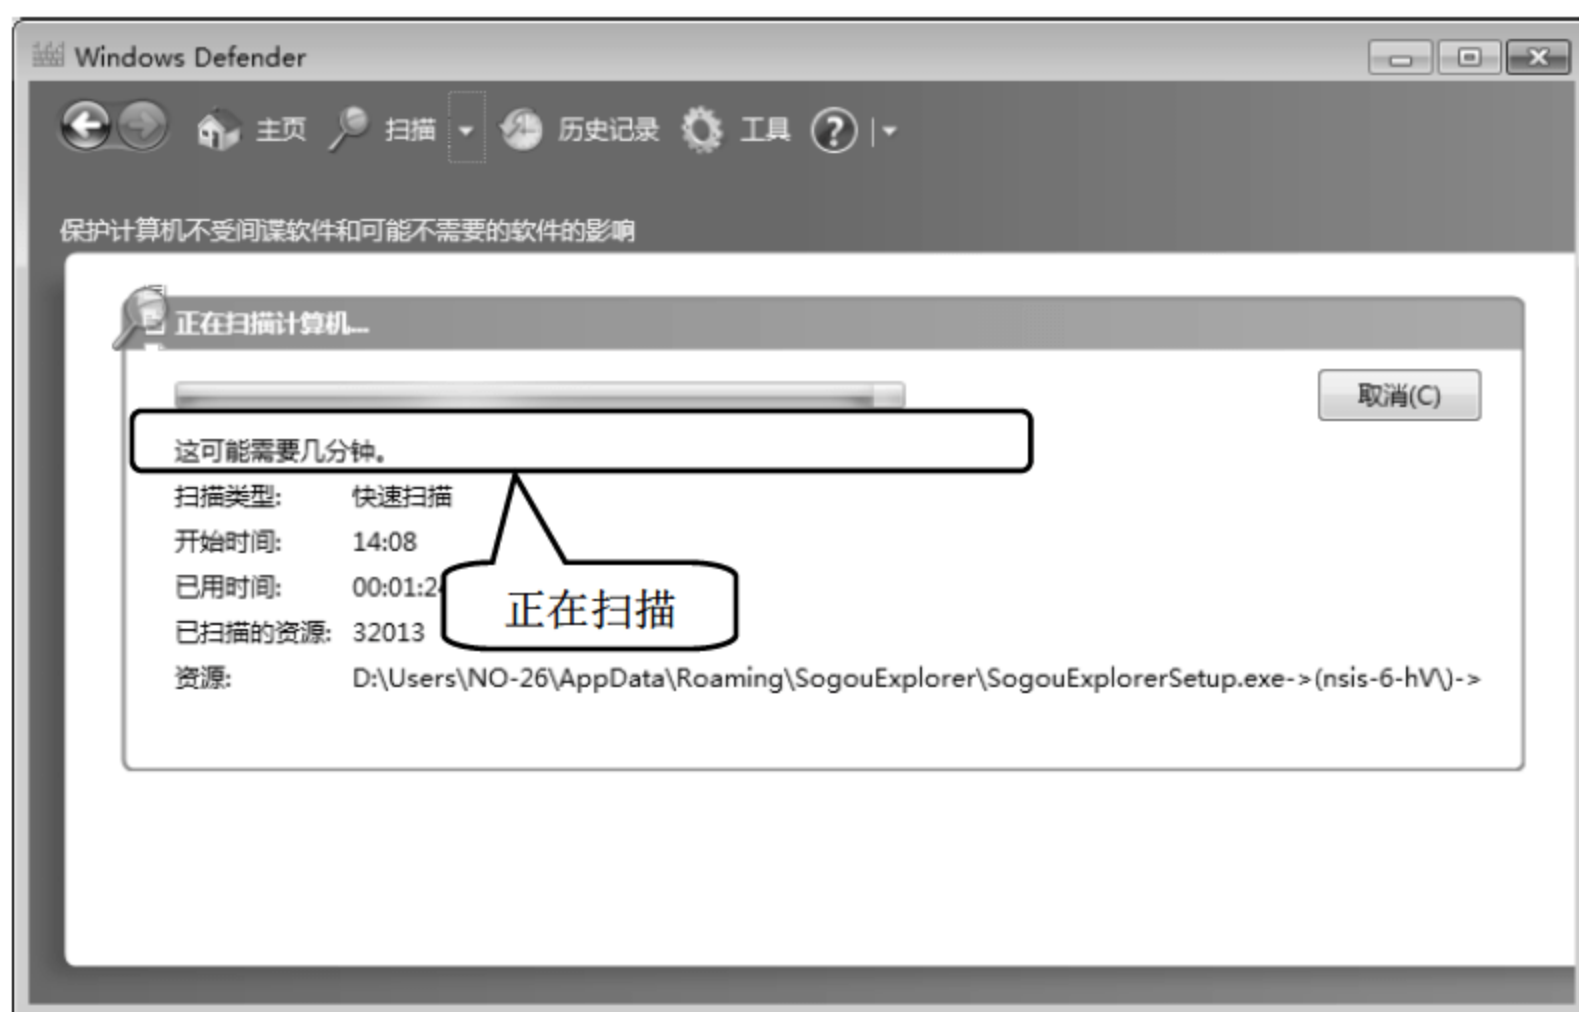 Windows Defender
主页 扫描 历史记录 工具 ?
保护计算机不受间谍软件和可能不需要的软件的影响
正在扫描计算机...
取消(C)
这可能需要几分钟。
扫描类型: 快速扫描
开始时间: 14:08
已用时间: 00:01:2
正在扫描
已扫描的资源: 32013
资源: D:\Users\NO-26\AppData\Roaming\SogouExplorer\SogouExplorerSetup.exe->(nsis-6-hV\)->